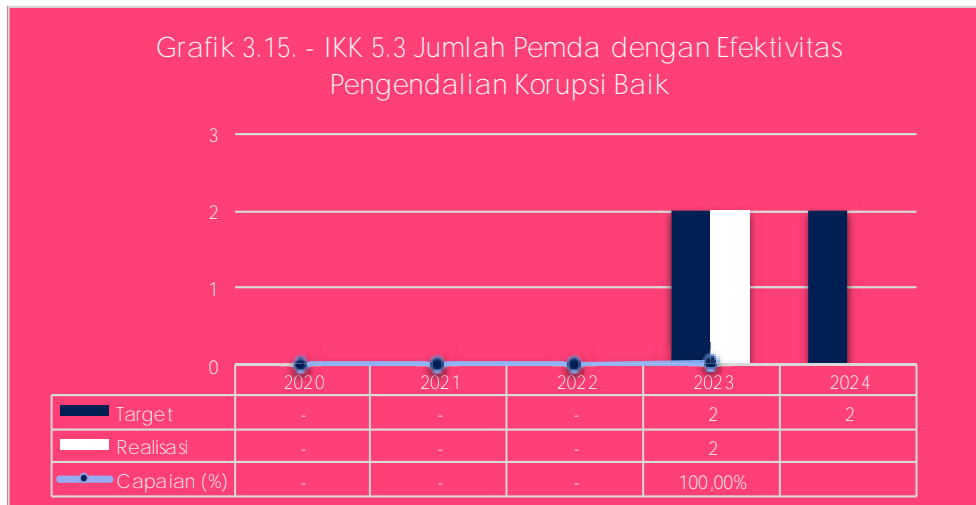 Grafik 3.15. - IKK 5.3 Jumlah Pemda dengan Efektivitas
Pengendalian Korupsi Baik
3
2
1
0
2020 2021 2022 2023 2024
Target - - - 2 2
Realisasi - - - 2
Capaian (%) - - - 100,00%